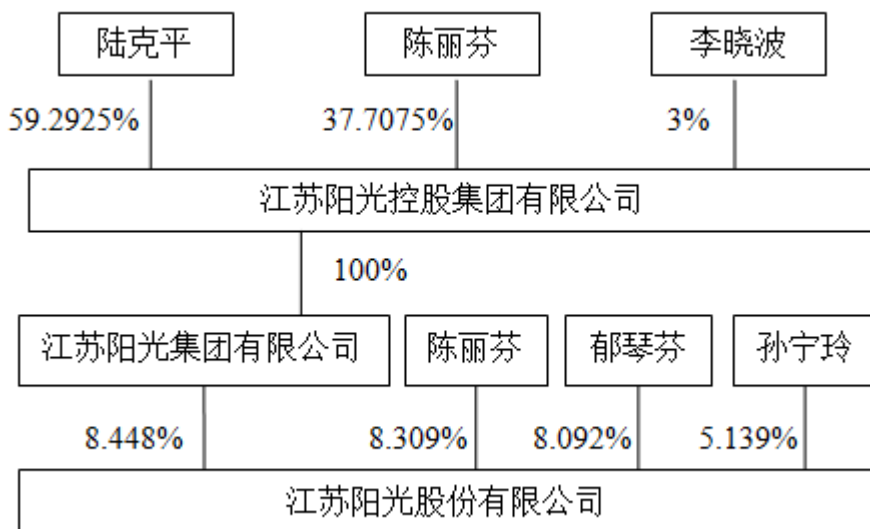 陆克平 陈丽芬 李晓波
59.2925% 37.7075% 3%
江苏阳光控股集团有限公司
100%
江苏阳光集团有限公司 陈丽芬 郁琴芬 孙宁玲
8.448% 8.309% 8.092% 5.139%
江苏阳光股份有限公司